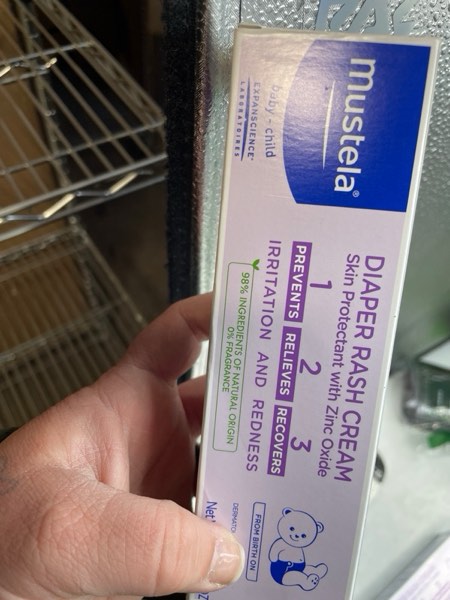 mustela®
baby - child
EXPANSCIENCE®
LABORATOIRES
DIAPER RASH CREAM
Skin Protectant with Zinc Oxide
1 2 3
PREVENTS RELIEVES RECOVERS
IRRITATION AND REDNESS
98% INGREDIENTS OF NATURAL ORIGIN
0% FRAGRANCE
FROM BIRTH ON
Net